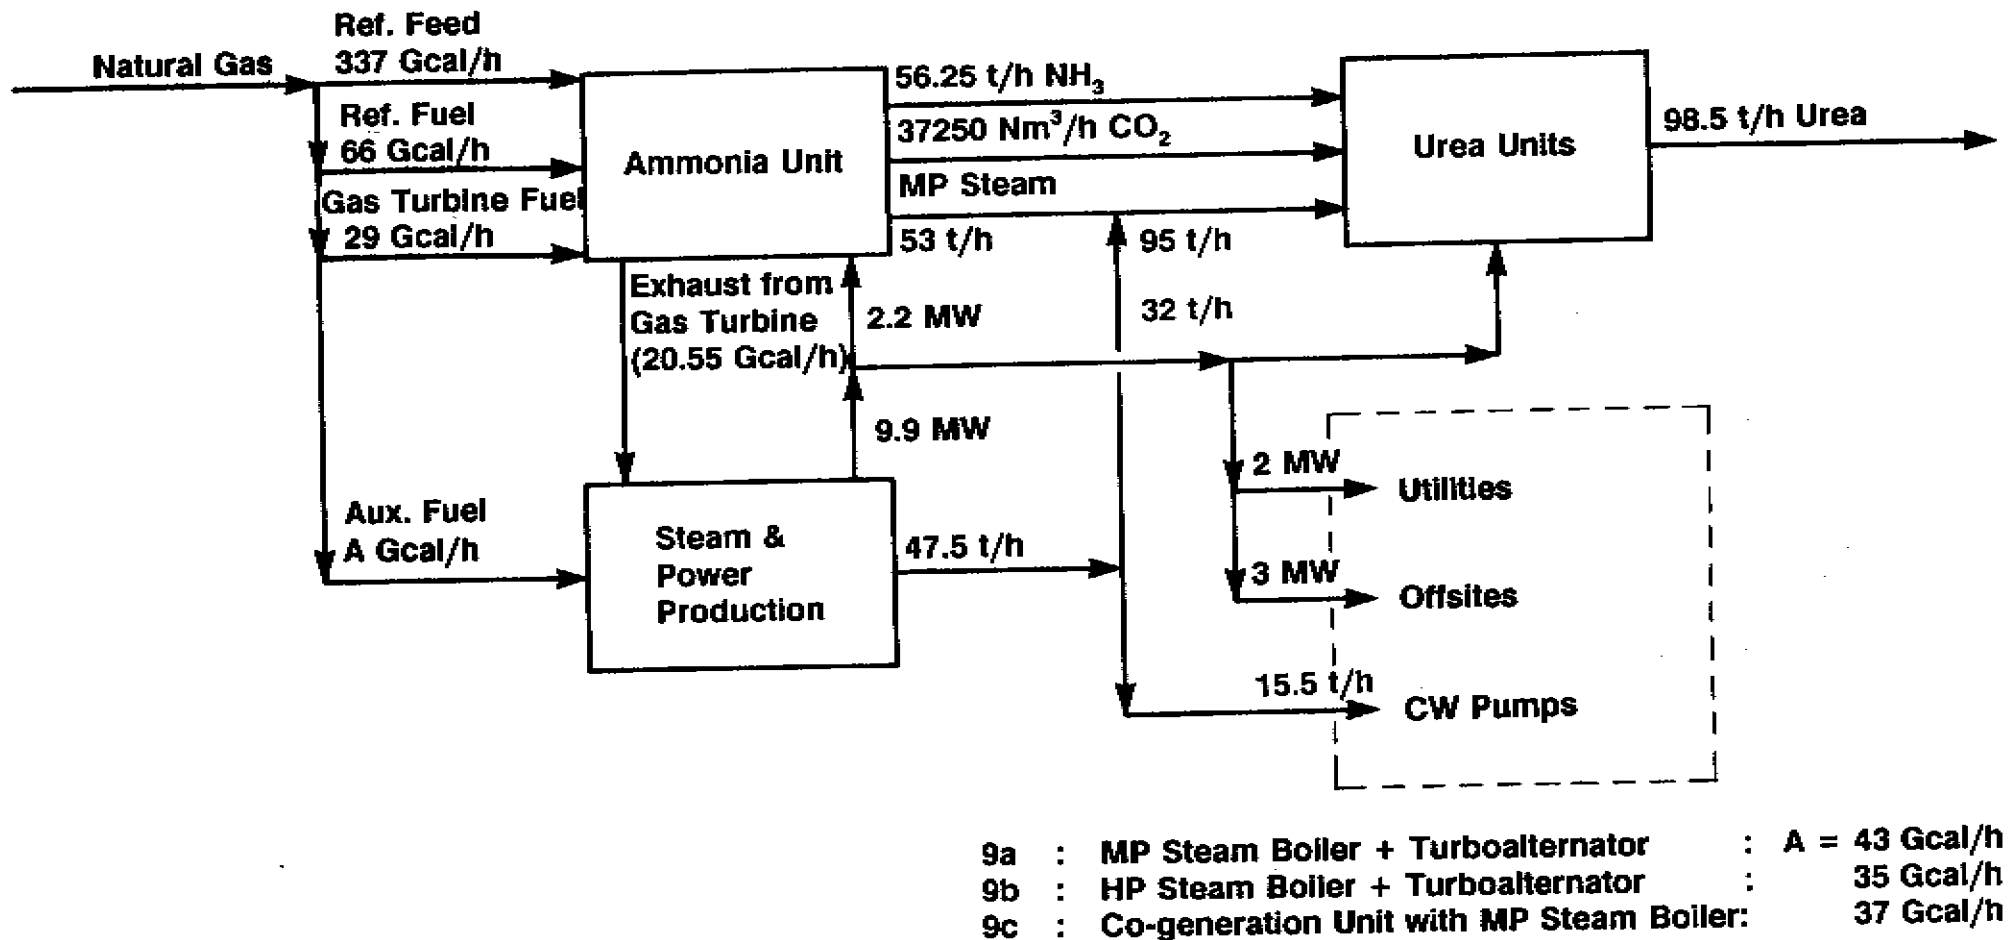 Ref. Feed
337 Gcal/h
Natural Gas
Ref. Fuel
66 Gcal/h
Gas Turbine Fuel
29 Gcal/h
Ammonia Unit
56.25 t/h NH₃
37250 Nm³/h CO₂
MP Steam
53 t/h
95 t/h
32 t/h
Urea Units
98.5 t/h Urea
Exhaust from
Gas Turbine
(20.55 Gcal/h)
2.2 MW
9.9 MW
Aux. Fuel
A Gcal/h
Steam &
Power
Production
47.5 t/h
2 MW
Utilities
3 MW
Offsites
15.5 t/h
CW Pumps
9a : MP Steam Boiler + Turboalternator : A = 43 Gcal/h
9b : HP Steam Boiler + Turboalternator : 35 Gcal/h
9c : Co-generation Unit with MP Steam Boiler: 37 Gcal/h